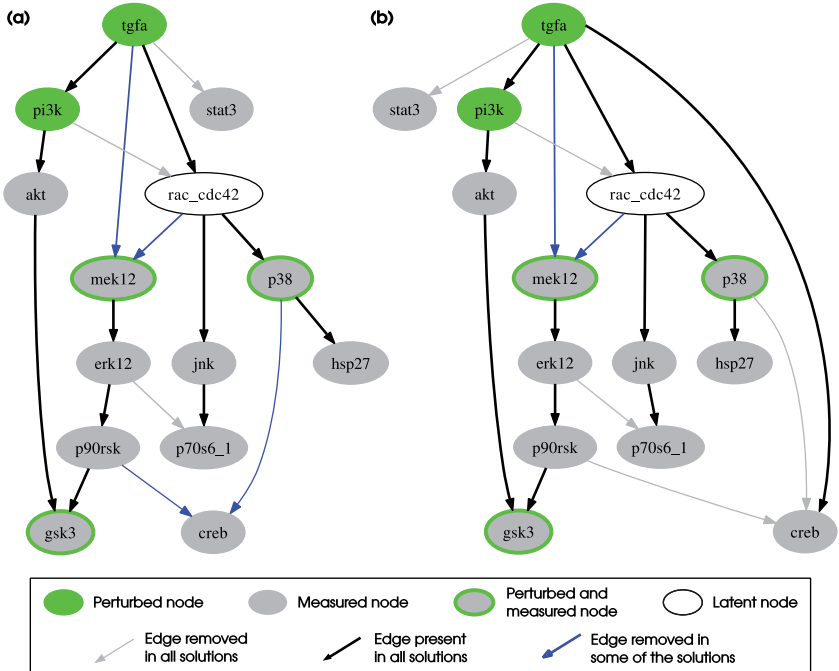 (a)
tgfa
pi3k
stat3
akt
rac_cdc42
mek12
p38
erk12
jnk
hsp27
p90rsk
p70s6_1
gsk3
creb
(b)
tgfa
stat3
pi3k
akt
rac_cdc42
mek12
p38
erk12
jnk
hsp27
p90rsk
p70s6_1
gsk3
creb
Perturbed node
Measured node
Perturbed and
measured node
Latent node
Edge removed
in all solutions
Edge present
in all solutions
Edge removed in
some of the solutions